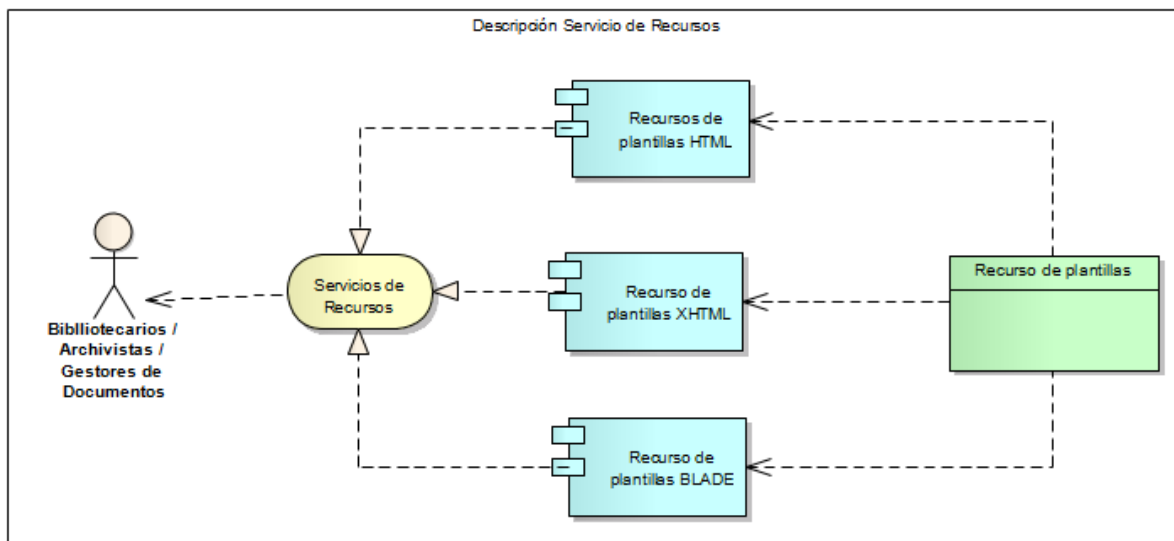 Descripción Servicio de Recursos
Recursos de
plantillas HTML
Servicios de
Recursos
Recurso de
plantillas XHTML
Recurso de plantillas
Biblliotecarios /
Archivistas /
Gestores de
Documentos
Recurso de
plantillas BLADE